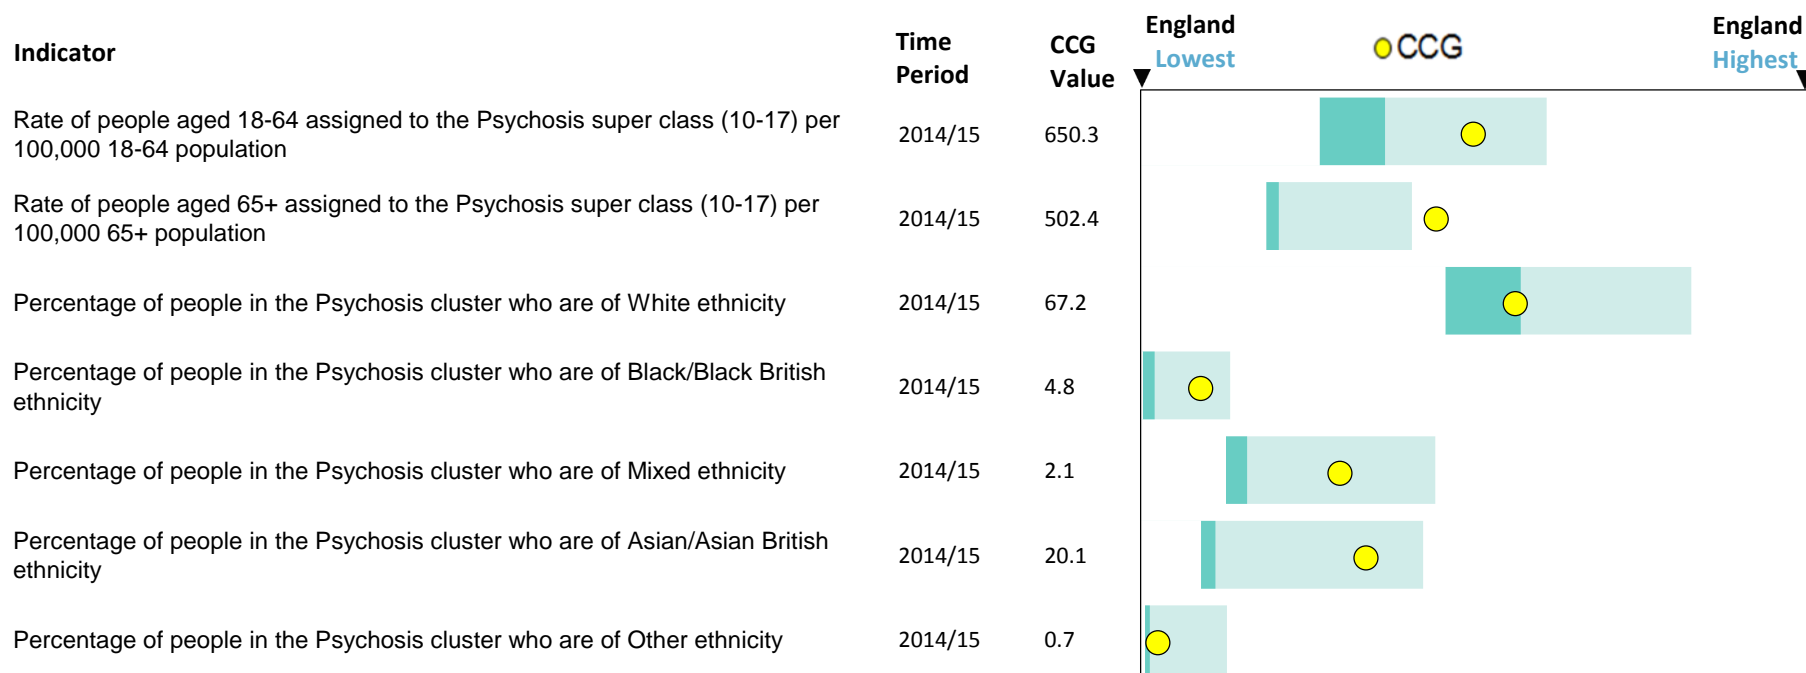 Indicator
Time Period
CCG Value
England Lowest
CCG
England Highest
Rate of people aged 18-64 assigned to the Psychosis super class (10-17) per
100,000 18-64 population
2014/15
650.3
Rate of people aged 65+ assigned to the Psychosis super class (10-17) per
100,000 65+ population
2014/15
502.4
Percentage of people in the Psychosis cluster who are of White ethnicity
2014/15
67.2
Percentage of people in the Psychosis cluster who are of Black/Black British
ethnicity
2014/15
4.8
Percentage of people in the Psychosis cluster who are of Mixed ethnicity
2014/15
2.1
Percentage of people in the Psychosis cluster who are of Asian/Asian British
ethnicity
2014/15
20.1
Percentage of people in the Psychosis cluster who are of Other ethnicity
2014/15
0.7